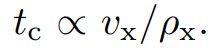 t_c ∝ v_x/ρ_x.